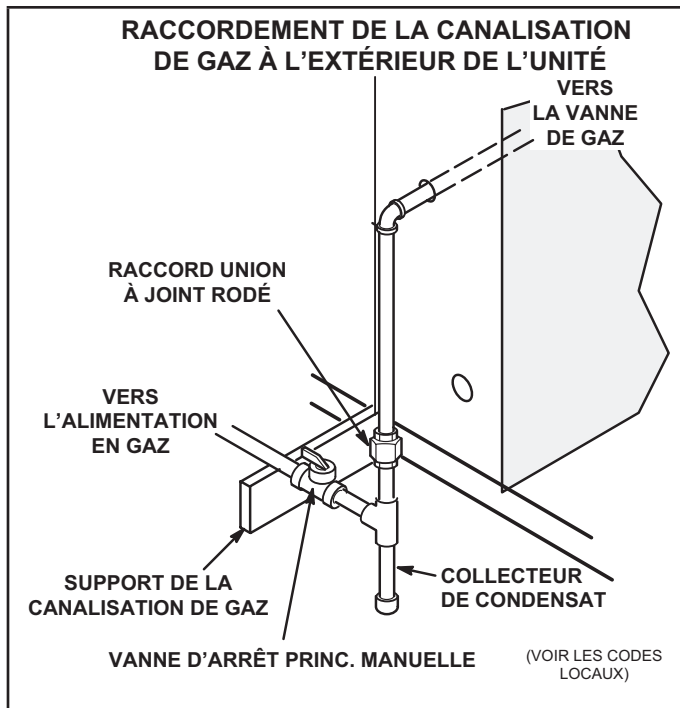 RACCORDEMENT DE LA CANALISATION
DE GAZ À L’EXTÉRIEUR DE L’UNITÉ
VERS
LA VANNE
DE GAZ
RACCORD UNION
À JOINT RODÉ
VERS
L’ALIMENTATION
EN GAZ
SUPPORT DE LA
CANALISATION DE GAZ
COLLECTEUR
DE CONDENSAT
VANNE D’ARRÊT PRINC. MANUELLE
(VOIR LES CODES
LOCAUX)